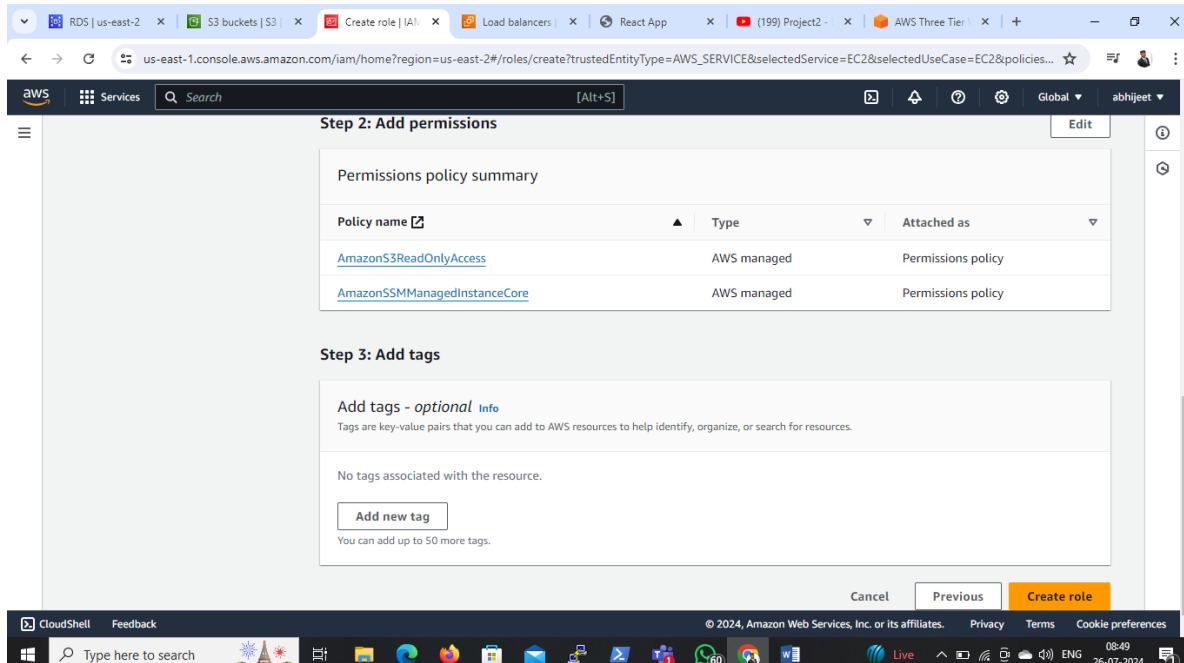 RDS | us-east-2
S3 buckets | S3 |
Create role | IAM
Load balancers |
React App
(199) Project2 -
AWS Three Tier
us-east-1.console.aws.amazon.com/iam/home?region=us-east-2#/roles/create?trustedEntityType=AWS_SERVICE&selectedService=EC2&selectedUseCase=EC2&policies...
aws Services Search [Alt+S] Global abhijeet
Step 2: Add permissions
Edit
Permissions policy summary
Policy name Type Attached as
AmazonS3ReadOnlyAccess AWS managed Permissions policy
AmazonSSMManagedInstanceCore AWS managed Permissions policy
Step 3: Add tags
Add tags - optional Info
Tags are key-value pairs that you can add to AWS resources to help identify, organize, or search for resources.
No tags associated with the resource.
Add new tag
You can add up to 50 more tags.
Cancel Previous Create role
CloudShell Feedback © 2024, Amazon Web Services, Inc. or its affiliates. Privacy Terms Cookie preferences
Type here to search Live ENG 08:49
26-07-2024